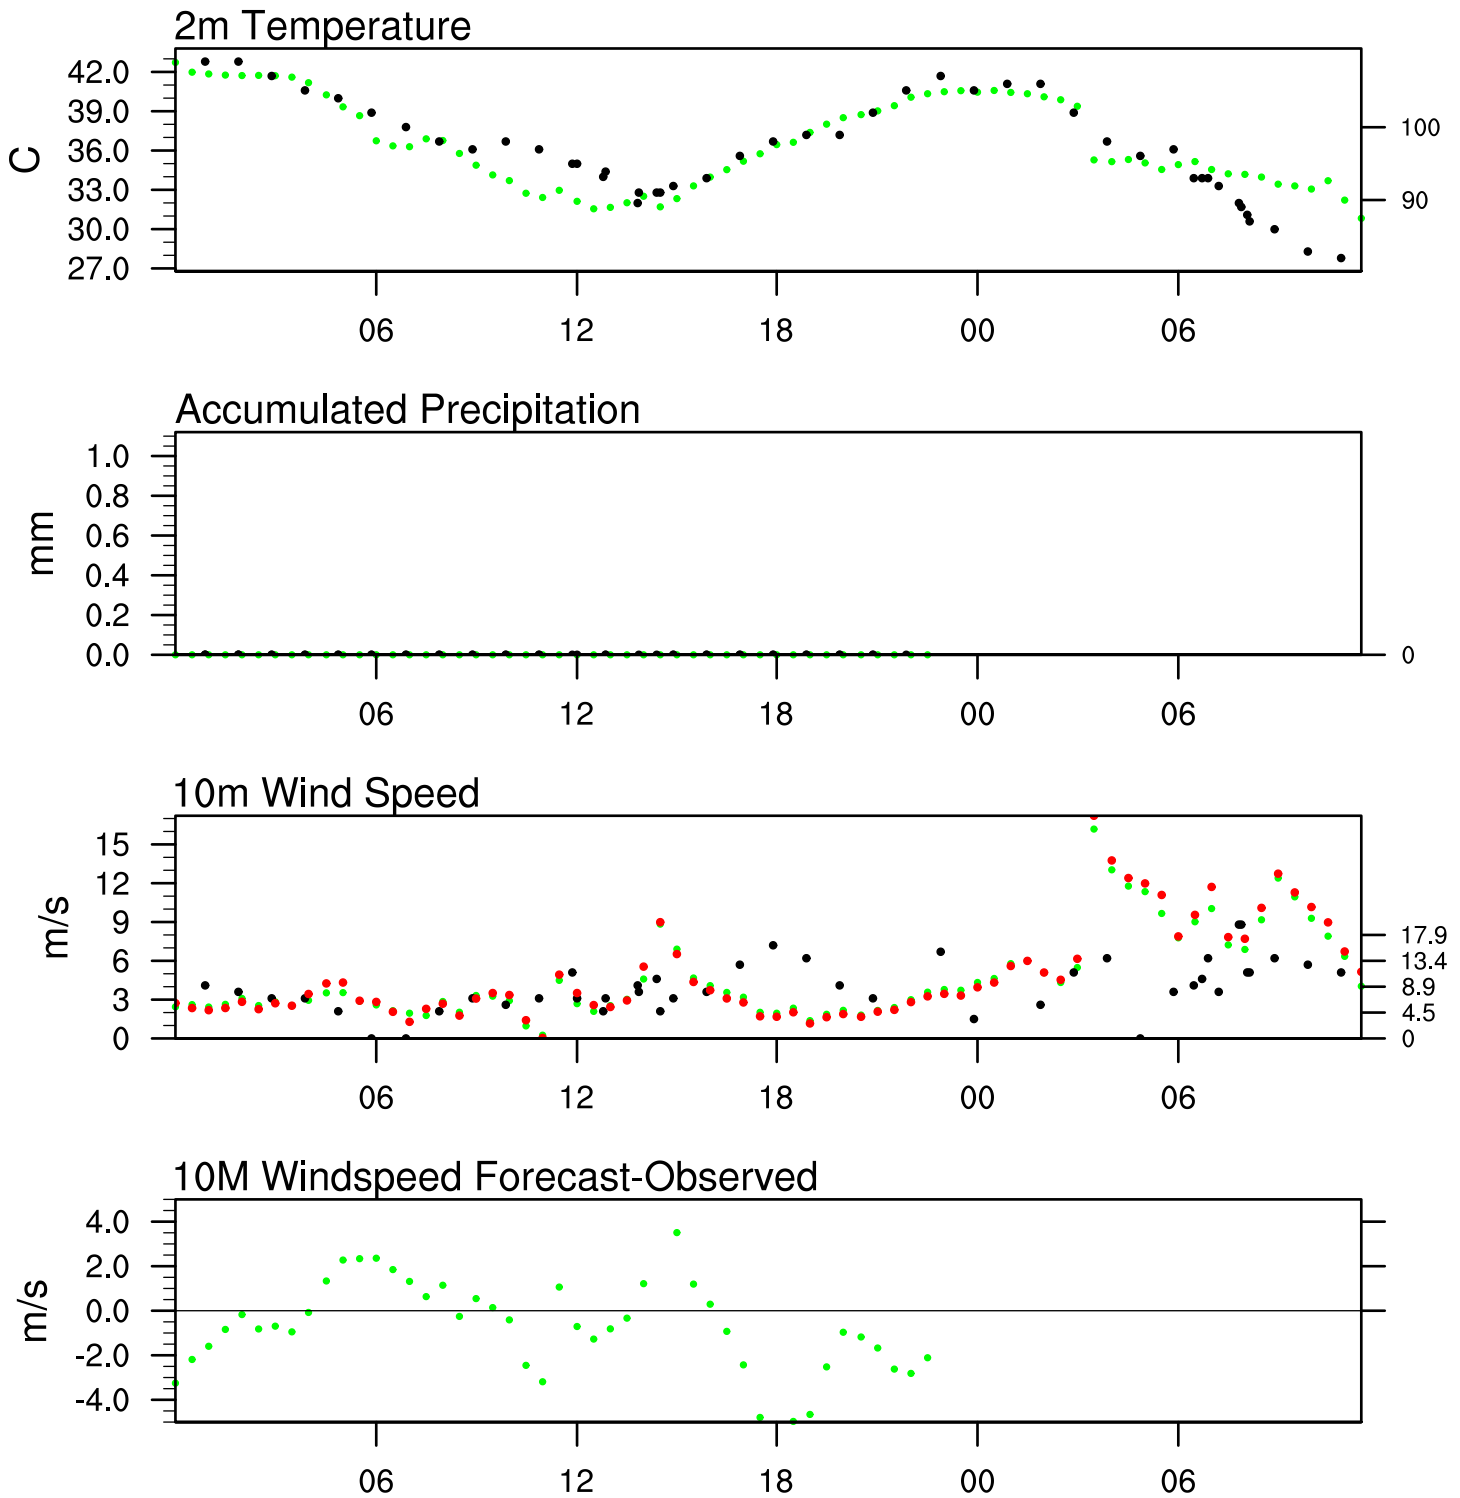 2m Temperature
42.0
39.0
36.0
33.0
30.0
27.0
C
100
90
06 12 18 00 06
Accumulated Precipitation
1.0
0.8
0.6
0.4
0.2
0.0
mm
0
06 12 18 00 06
10m Wind Speed
15
12
9
6
3
0
m/s
17.9
13.4
8.9
4.5
0
06 12 18 00 06
10M Windspeed Forecast-Observed
4.0
2.0
0.0
-2.0
-4.0
m/s
06 12 18 00 06